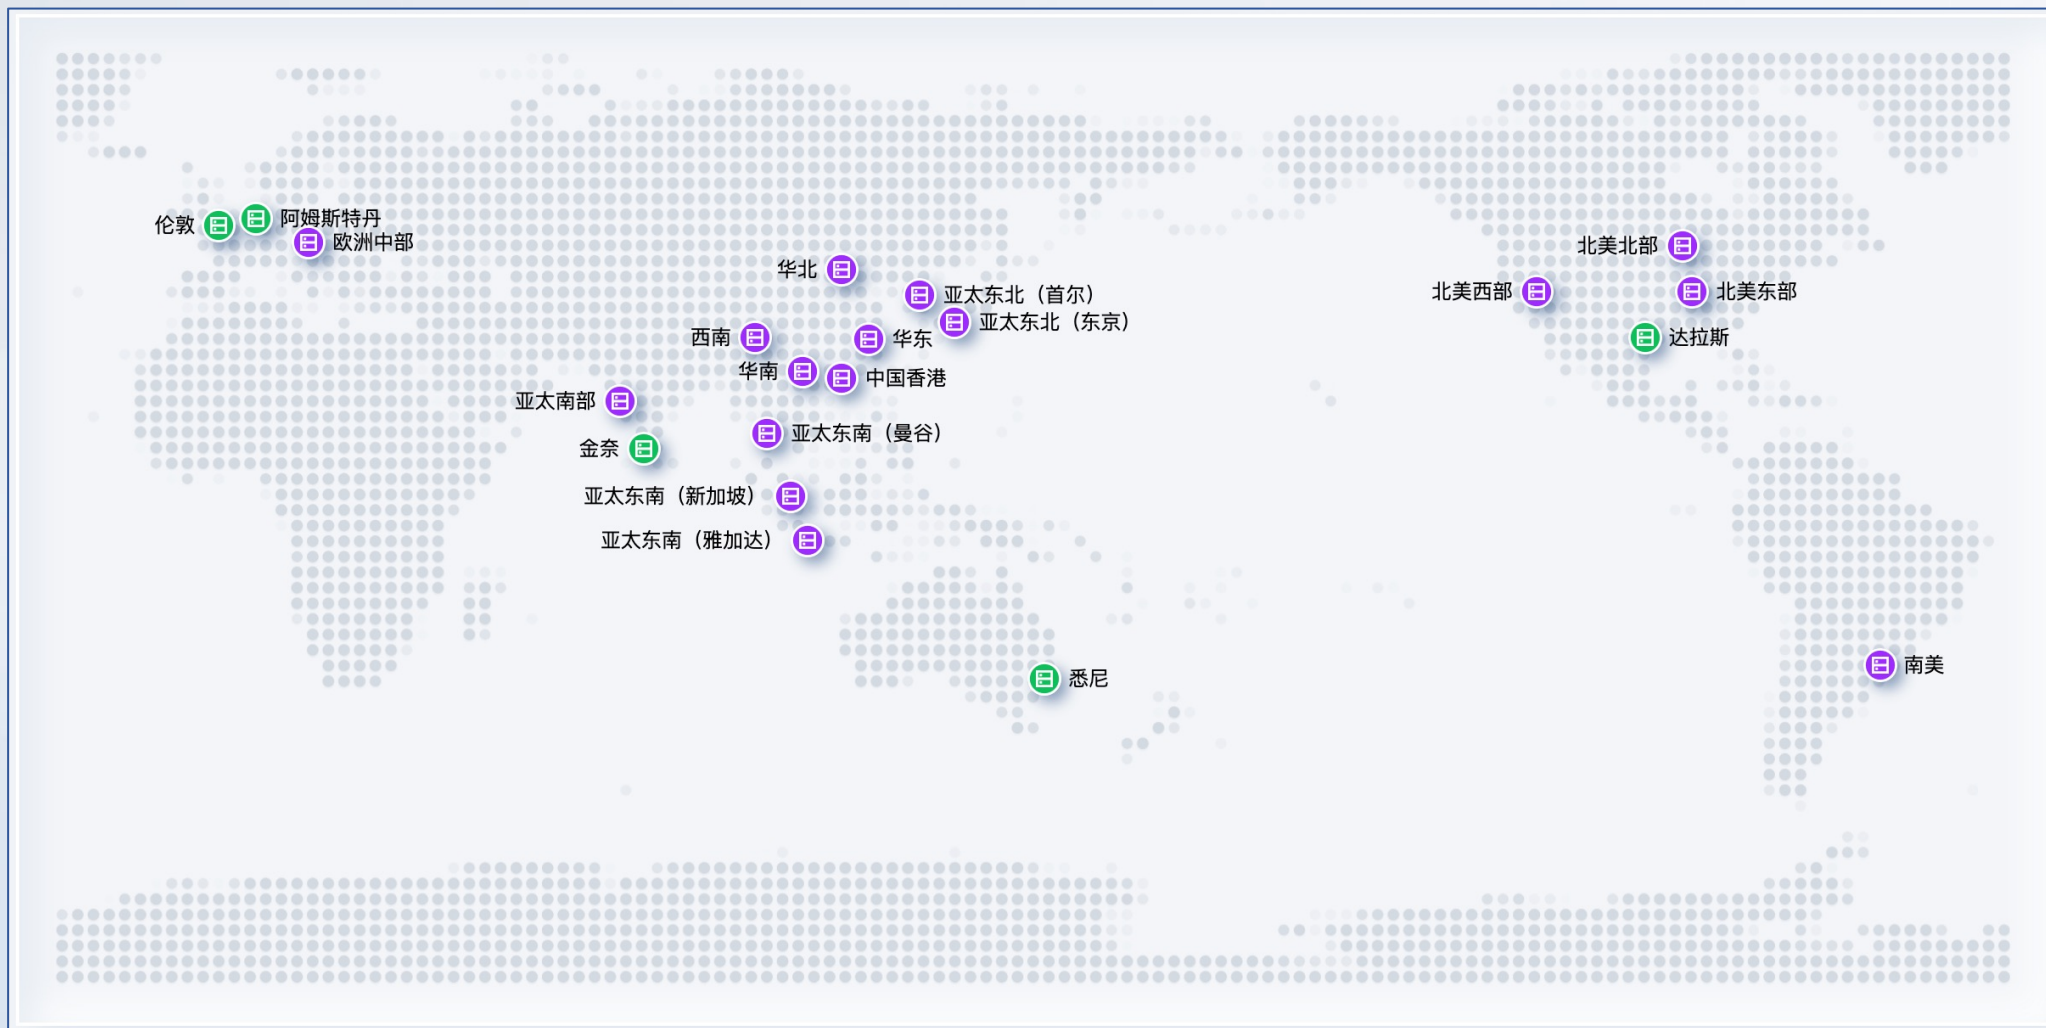 阿姆斯特丹
伦敦
欧洲中部
北美北部
华北
北美西部
北美东部
亚太东北（首尔）
亚太东北（东京）
西南
华东
达拉斯
华南
中国香港
亚太南部
亚太东南（曼谷）
金奈
亚太东南（新加坡）
亚太东南（雅加达）
南美
悉尼